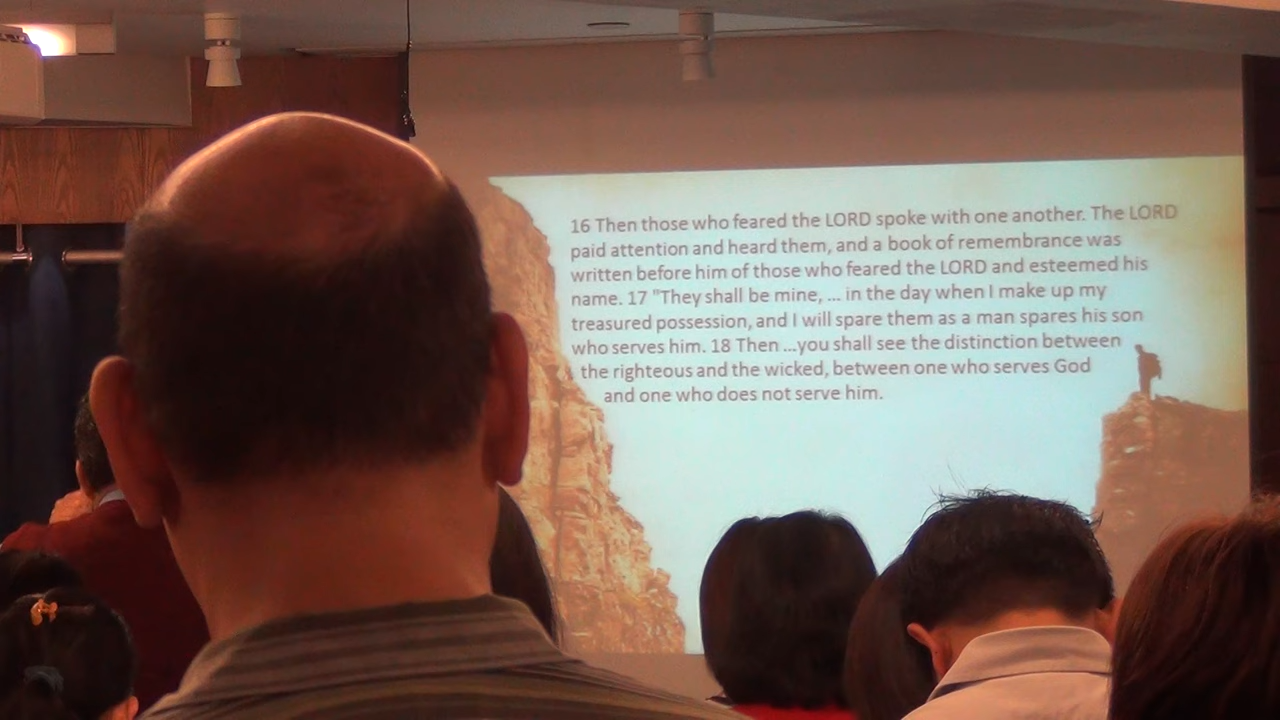 16 Then those who feared the LORD spoke with one another. The LORD
paid attention and heard them, and a book of remembrance was
written before him of those who feared the LORD and esteemed his
name. 17 "They shall be mine, ... in the day when I make up my
treasured possession, and I will spare them as a man spares his son
who serves him. 18 Then ...you shall see the distinction between
the righteous and the wicked, between one who serves God
and one who does not serve him.